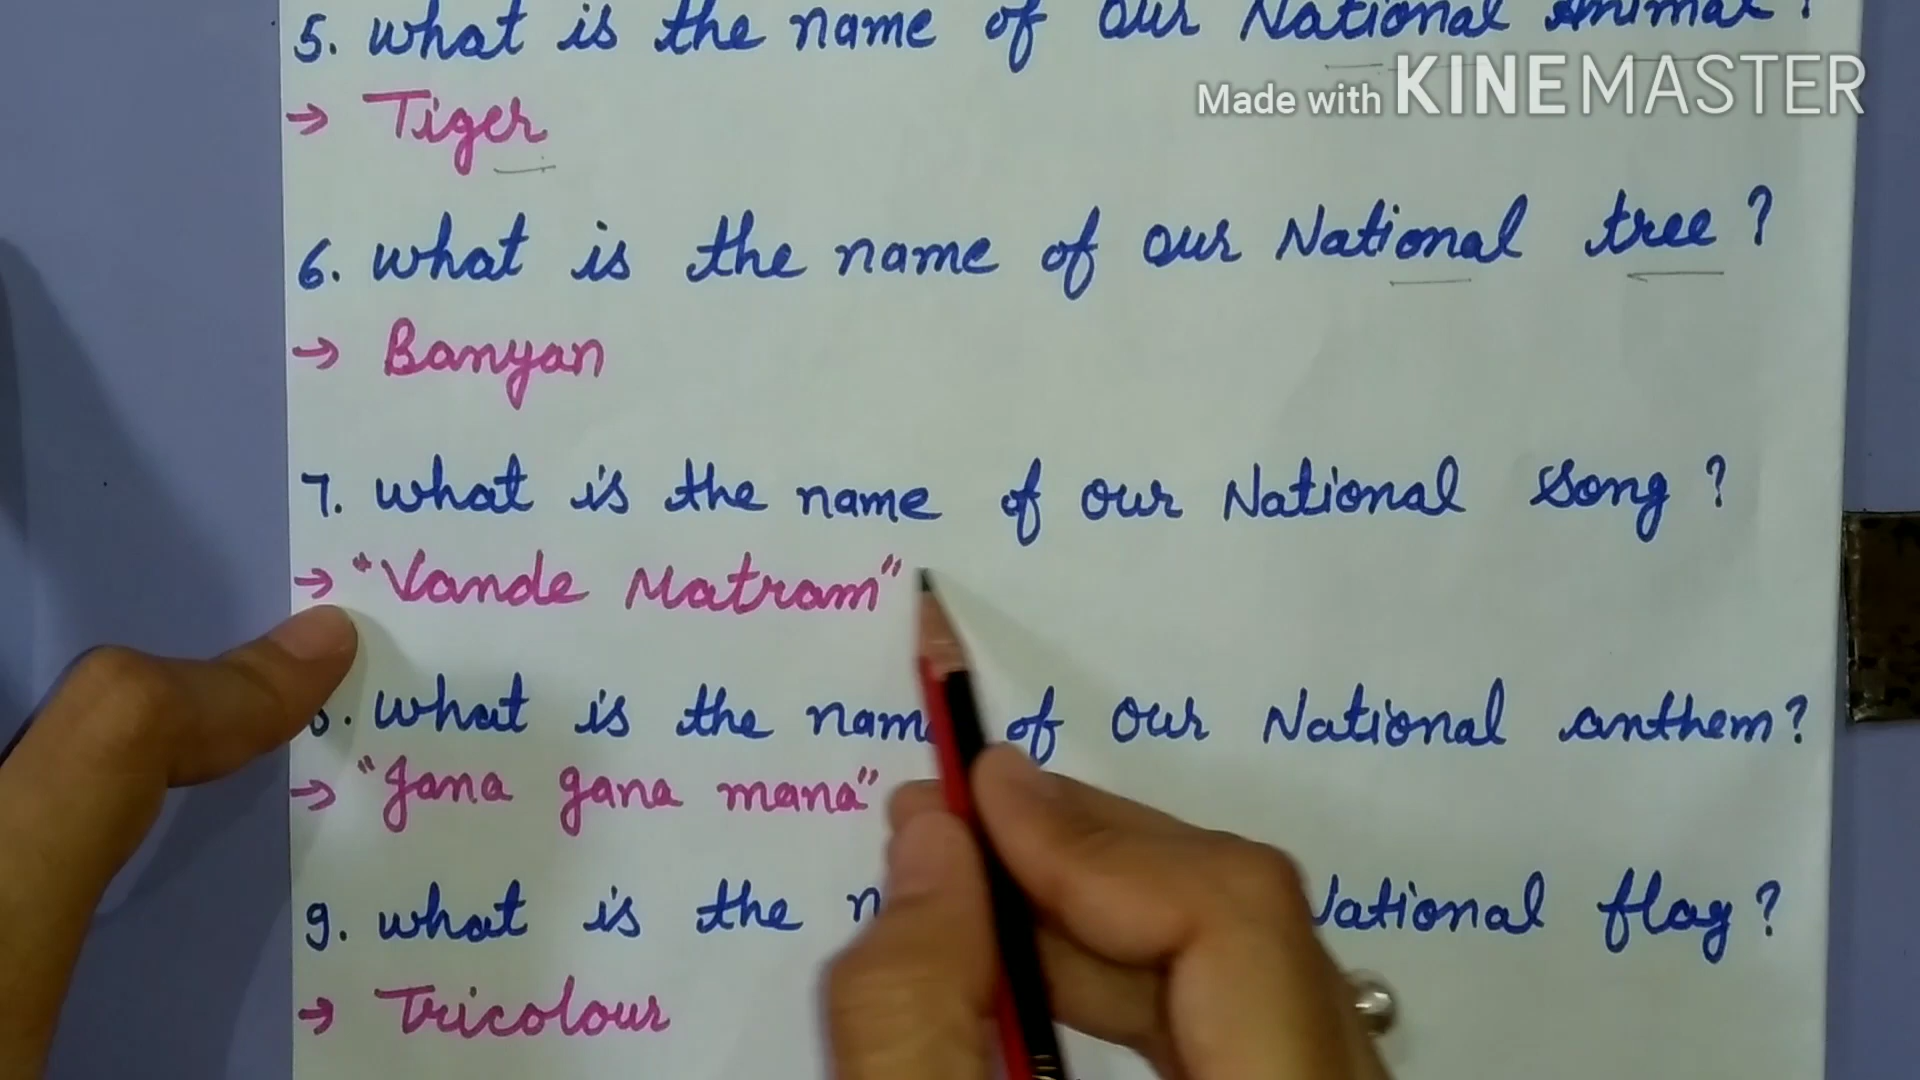 5. what is the name of our National Animal ?
Made with KINEMASTER
→ Tiger
6. what is the name of our National tree ?
→ Banyan
7. what is the name of our National song ?
→ "Vande Matram"
8. what is the name of our National anthem?
→ "Jana gana mana"
9. what is the National flag ?
→ Tricolour